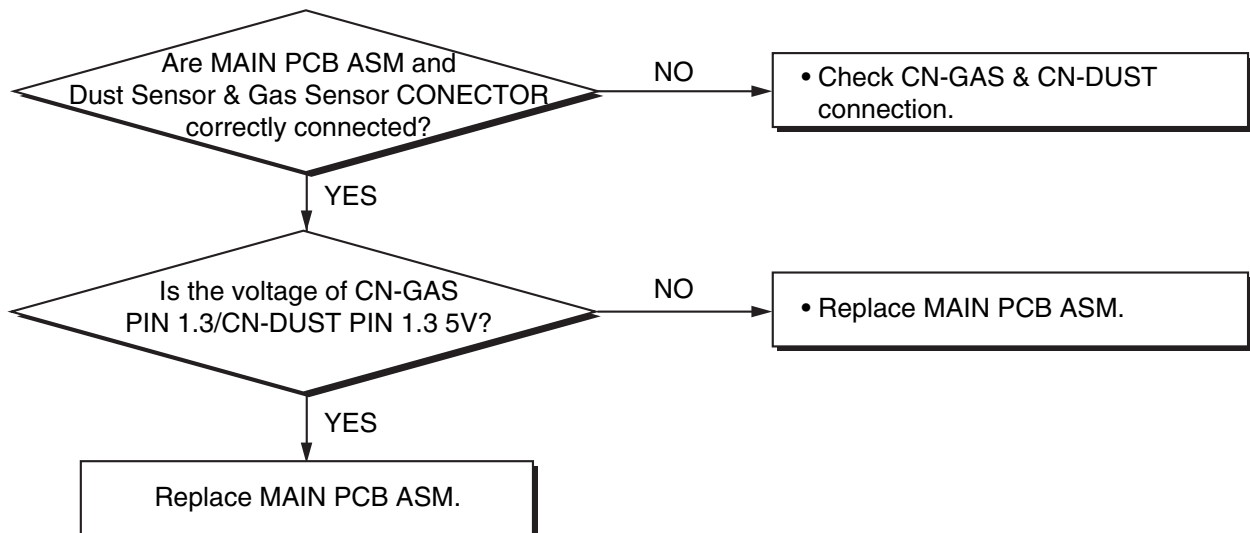 Are MAIN PCB ASM and
Dust Sensor & Gas Sensor CONECTOR
correctly connected?
NO
• Check CN-GAS & CN-DUST
connection.
YES
Is the voltage of CN-GAS
PIN 1.3/CN-DUST PIN 1.3 5V?
NO
• Replace MAIN PCB ASM.
YES
Replace MAIN PCB ASM.